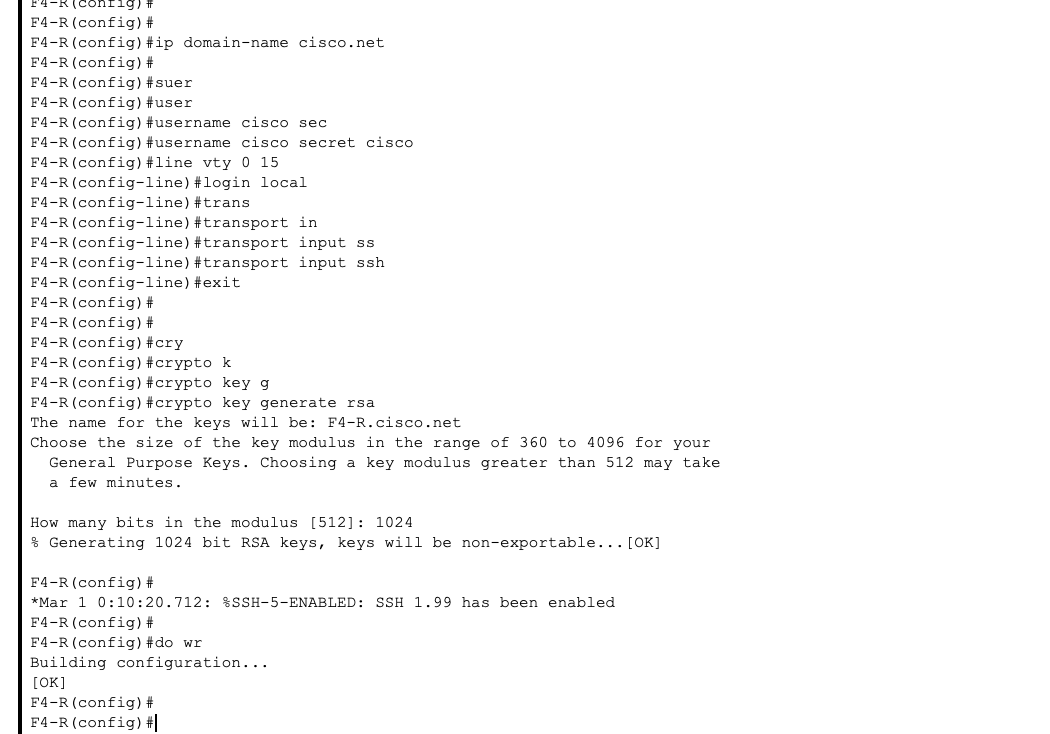 F4-R(config)#
F4-R(config)#
F4-R(config)#ip domain-name cisco.net
F4-R(config)#
F4-R(config)#suer
F4-R(config)#user
F4-R(config)#username cisco sec
F4-R(config)#username cisco secret cisco
F4-R(config)#line vty 0 15
F4-R(config-line)#login local
F4-R(config-line)#trans
F4-R(config-line)#transport in
F4-R(config-line)#transport input ss
F4-R(config-line)#transport input ssh
F4-R(config-line)#exit
F4-R(config)#
F4-R(config)#
F4-R(config)#cry
F4-R(config)#crypto k
F4-R(config)#crypto key g
F4-R(config)#crypto key generate rsa
The name for the keys will be: F4-R.cisco.net
Choose the size of the key modulus in the range of 360 to 4096 for your
  General Purpose Keys. Choosing a key modulus greater than 512 may take
  a few minutes.

How many bits in the modulus [512]: 1024
% Generating 1024 bit RSA keys, keys will be non-exportable...[OK]

F4-R(config)#
*Mar 1 0:10:20.712: %SSH-5-ENABLED: SSH 1.99 has been enabled
F4-R(config)#
F4-R(config)#do wr
Building configuration...
[OK]
F4-R(config)#
F4-R(config)#